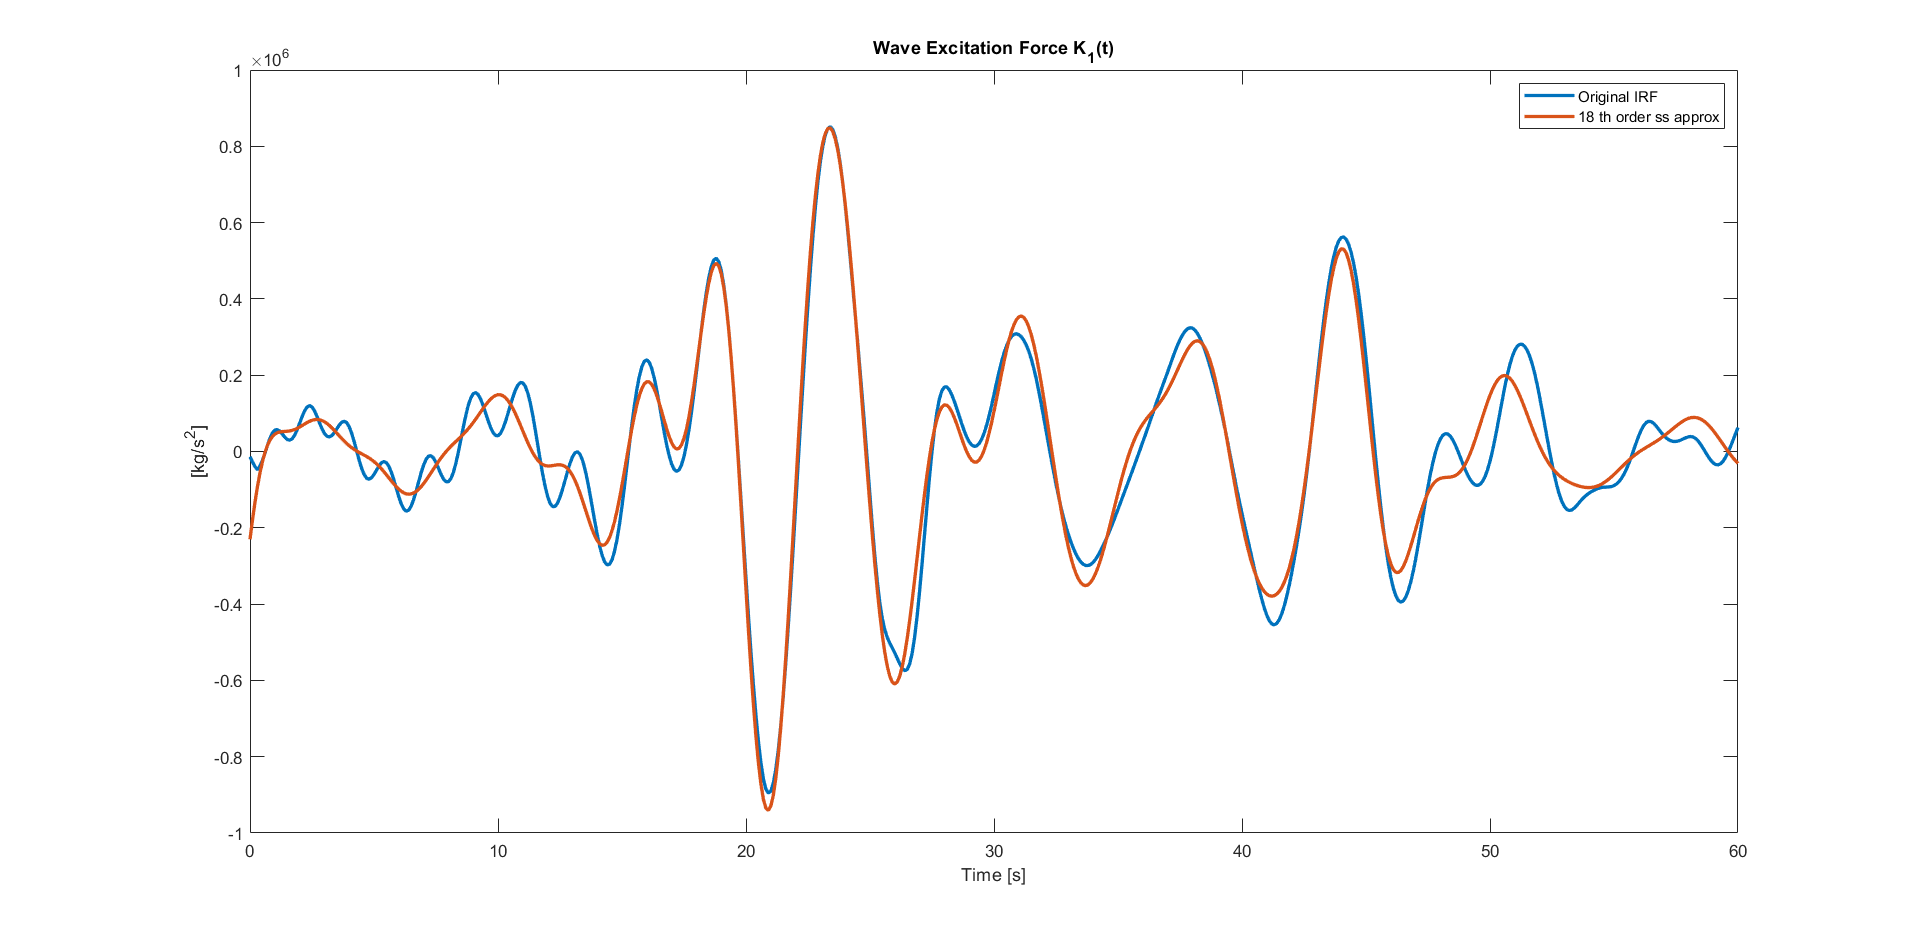 Wave Excitation Force K1(t)
×10^6
Original IRF
18 th order ss approx
1
0.8
0.6
0.4
0.2
0
-0.2
-0.4
-0.6
-0.8
-1
[kg/s^2]
0 10 20 30 40 50 60
Time [s]